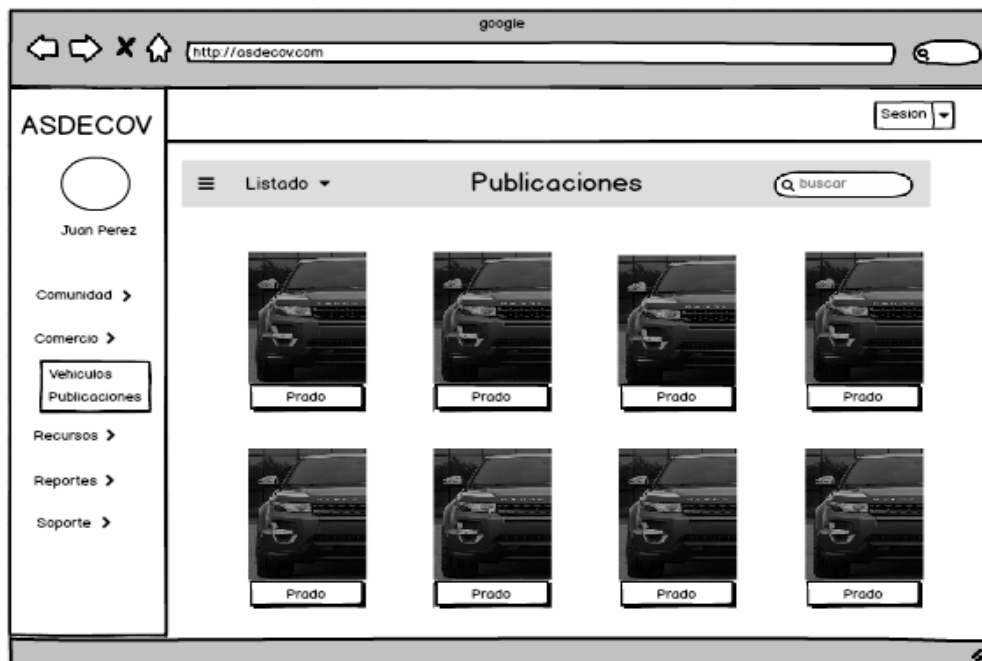 google
http://asdecov.com
ASDECOV
Sesion
Juan Perez
Comunidad
Comercio
Vehiculos
Publicaciones
Recursos
Reportes
Soporte
Listado
Publicaciones
buscar
Prado
Prado
Prado
Prado
Prado
Prado
Prado
Prado